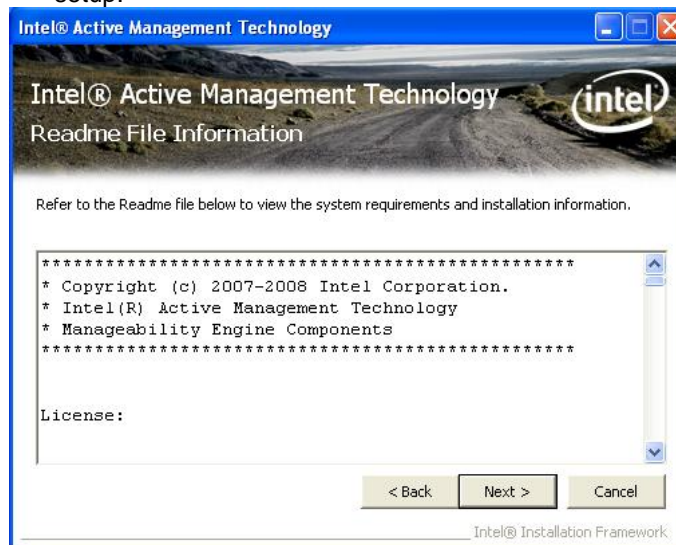 setup.
Intel® Active Management Technology
Intel® Active Management Technology
intel
Readme File Information
Refer to the Readme file below to view the system requirements and installation information.
**************************************************
* Copyright (c) 2007-2008 Intel Corporation.
* Intel(R) Active Management Technology
* Manageability Engine Components
**************************************************
License:
< Back Next > Cancel
Intel® Installation Framework